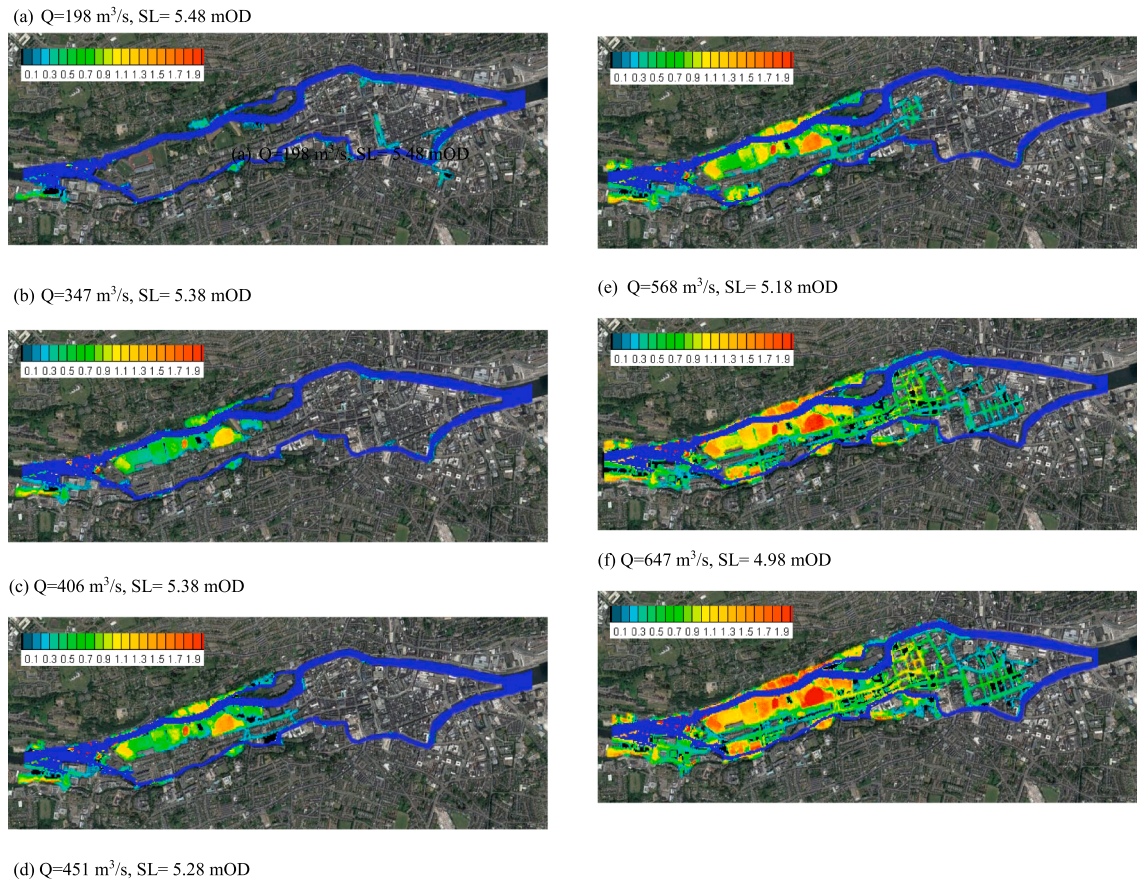 (a) Q=198 m³/s, SL= 5.48 mOD
0.1 0.3 0.5 0.7 0.9 1.1 1.3 1.5 1.7 1.9
(a) Q=198 m³/s, SL= 5.48 mOD
(b) Q=347 m³/s, SL= 5.38 mOD
0.1 0.3 0.5 0.7 0.9 1.1 1.3 1.5 1.7 1.9
(c) Q=406 m³/s, SL= 5.38 mOD
0.1 0.3 0.5 0.7 0.9 1.1 1.3 1.5 1.7 1.9
(d) Q=451 m³/s, SL= 5.28 mOD
0.1 0.3 0.5 0.7 0.9 1.1 1.3 1.5 1.7 1.9
(e) Q=568 m³/s, SL= 5.18 mOD
0.1 0.3 0.5 0.7 0.9 1.1 1.3 1.5 1.7 1.9
(f) Q=647 m³/s, SL= 4.98 mOD
0.1 0.3 0.5 0.7 0.9 1.1 1.3 1.5 1.7 1.9